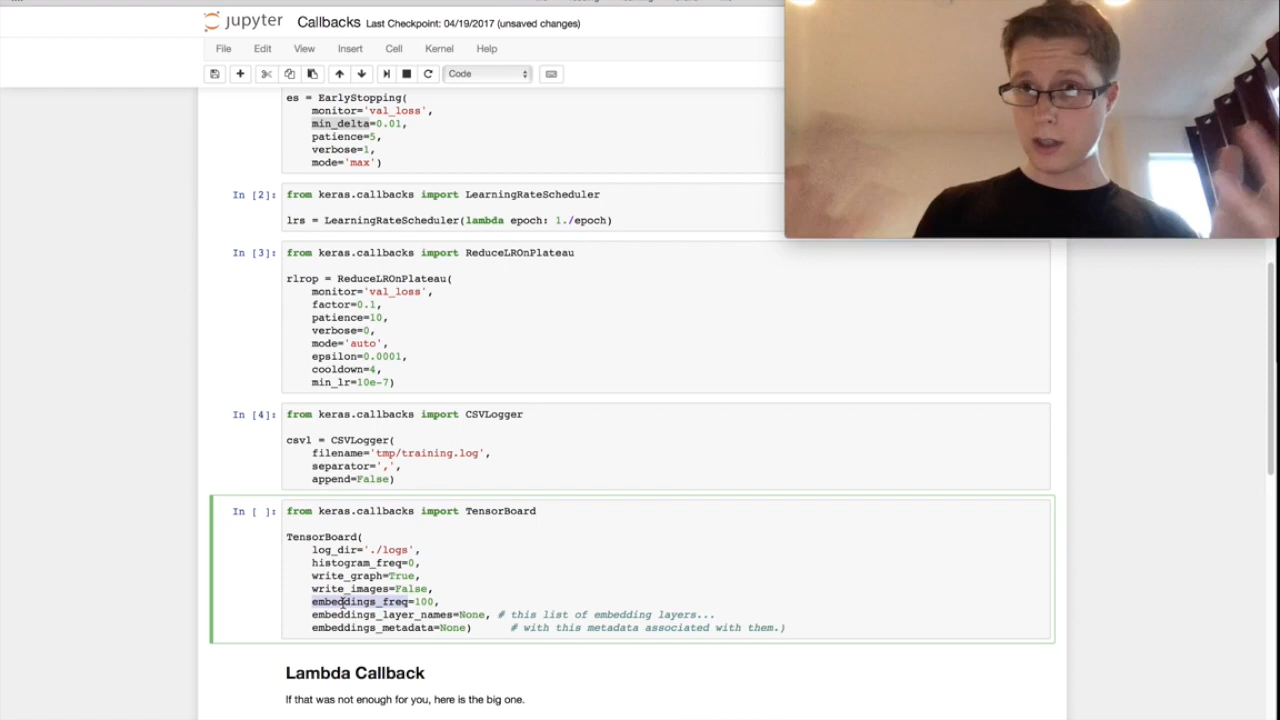 jupyter Callbacks Last Checkpoint: 04/19/2017 (unsaved changes)
File Edit View Insert Cell Kernel Help
Code
es = EarlyStopping(
monitor='val_loss',
min_delta=0.01,
patience=5,
verbose=1,
mode='max')
In [2]: from keras.callbacks import LearningRateScheduler
lrs = LearningRateScheduler(lambda epoch: 1./epoch)
In [3]: from keras.callbacks import ReduceLROnPlateau
rlrop = ReduceLROnPlateau(
monitor='val_loss',
factor=0.1,
patience=10,
verbose=0,
mode='auto',
epsilon=0.0001,
cooldown=4,
min_lr=10e-7)
In [4]: from keras.callbacks import CSVLogger
csvl = CSVLogger(
filename='tmp/training.log',
separator=',',
append=False)
In [ ]: from keras.callbacks import TensorBoard
TensorBoard(
log_dir='./logs',
histogram_freq=0,
write_graph=True,
write_images=False,
embeddings_freq=100,
embeddings_layer_names=None, # this list of embedding layers...
embeddings_metadata=None) # with this metadata associated with them.)
Lambda Callback
If that was not enough for you, here is the big one.